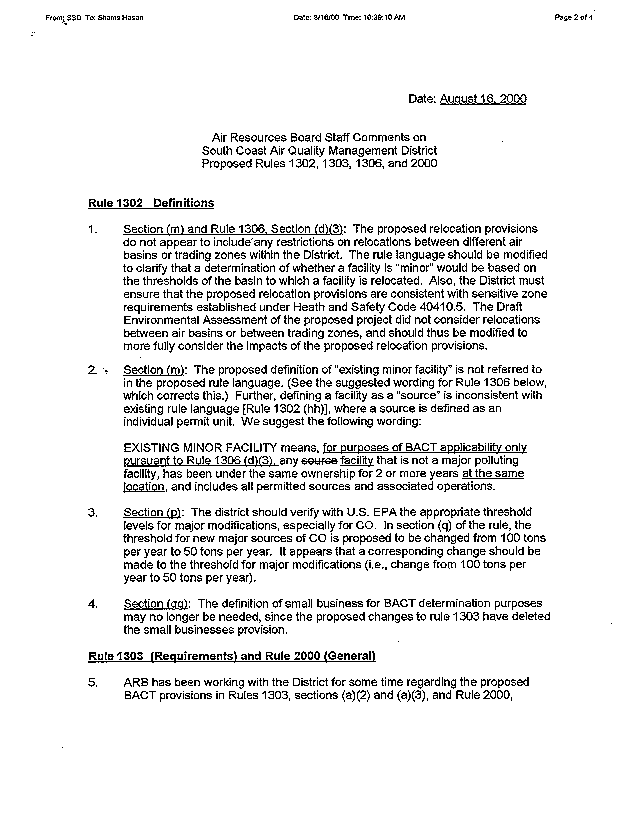 From: SSD To: Shams Hasan Date: 8/16/00 Time: 10:39:10 AM Page 2 of 4
Date: August 16, 2000
Air Resources Board Staff Comments on
South Coast Air Quality Management District
Proposed Rules 1302, 1303, 1306, and 2000
Rule 1302 Definitions
1. Section (m) and Rule 1306, Section (d)(3): The proposed relocation provisions
do not appear to include any restrictions on relocations between different air
basins or trading zones within the District. The rule language should be modified
to clarify that a determination of whether a facility is "minor" would be based on
the thresholds of the basin to which a facility is relocated. Also, the District must
ensure that the proposed relocation provisions are consistent with sensitive zone
requirements established under Heath and Safety Code 40410.5. The Draft
Environmental Assessment of the proposed project did not consider relocations
between air basins or between trading zones, and should thus be modified to
more fully consider the impacts of the proposed relocation provisions.
2. Section (m): The proposed definition of "existing minor facility" is not referred to
in the proposed rule language. (See the suggested wording for Rule 1306 below,
which corrects this.) Further, defining a facility as a "source" is inconsistent with
existing rule language [Rule 1302 (hh)], where a source is defined as an
individual permit unit. We suggest the following wording:
EXISTING MINOR FACILITY means, for purposes of BACT applicability only
pursuant to Rule 1306 (d)(3), any source facility that is not a major polluting
facility, has been under the same ownership for 2 or more years at the same
location, and includes all permitted sources and associated operations.
3. Section (p): The district should verify with U.S. EPA the appropriate threshold
levels for major modifications, especially for CO. In section (q) of the rule, the
threshold for new major sources of CO is proposed to be changed from 100 tons
per year to 50 tons per year. It appears that a corresponding change should be
made to the threshold for major modifications (i.e., change from 100 tons per
year to 50 tons per year).
4. Section (qq): The definition of small business for BACT determination purposes
may no longer be needed, since the proposed changes to rule 1303 have deleted
the small businesses provision.
Rule 1303 (Requirements) and Rule 2000 (General)
5. ARB has been working with the District for some time regarding the proposed
BACT provisions in Rules 1303, sections (a)(2) and (a)(3), and Rule 2000,